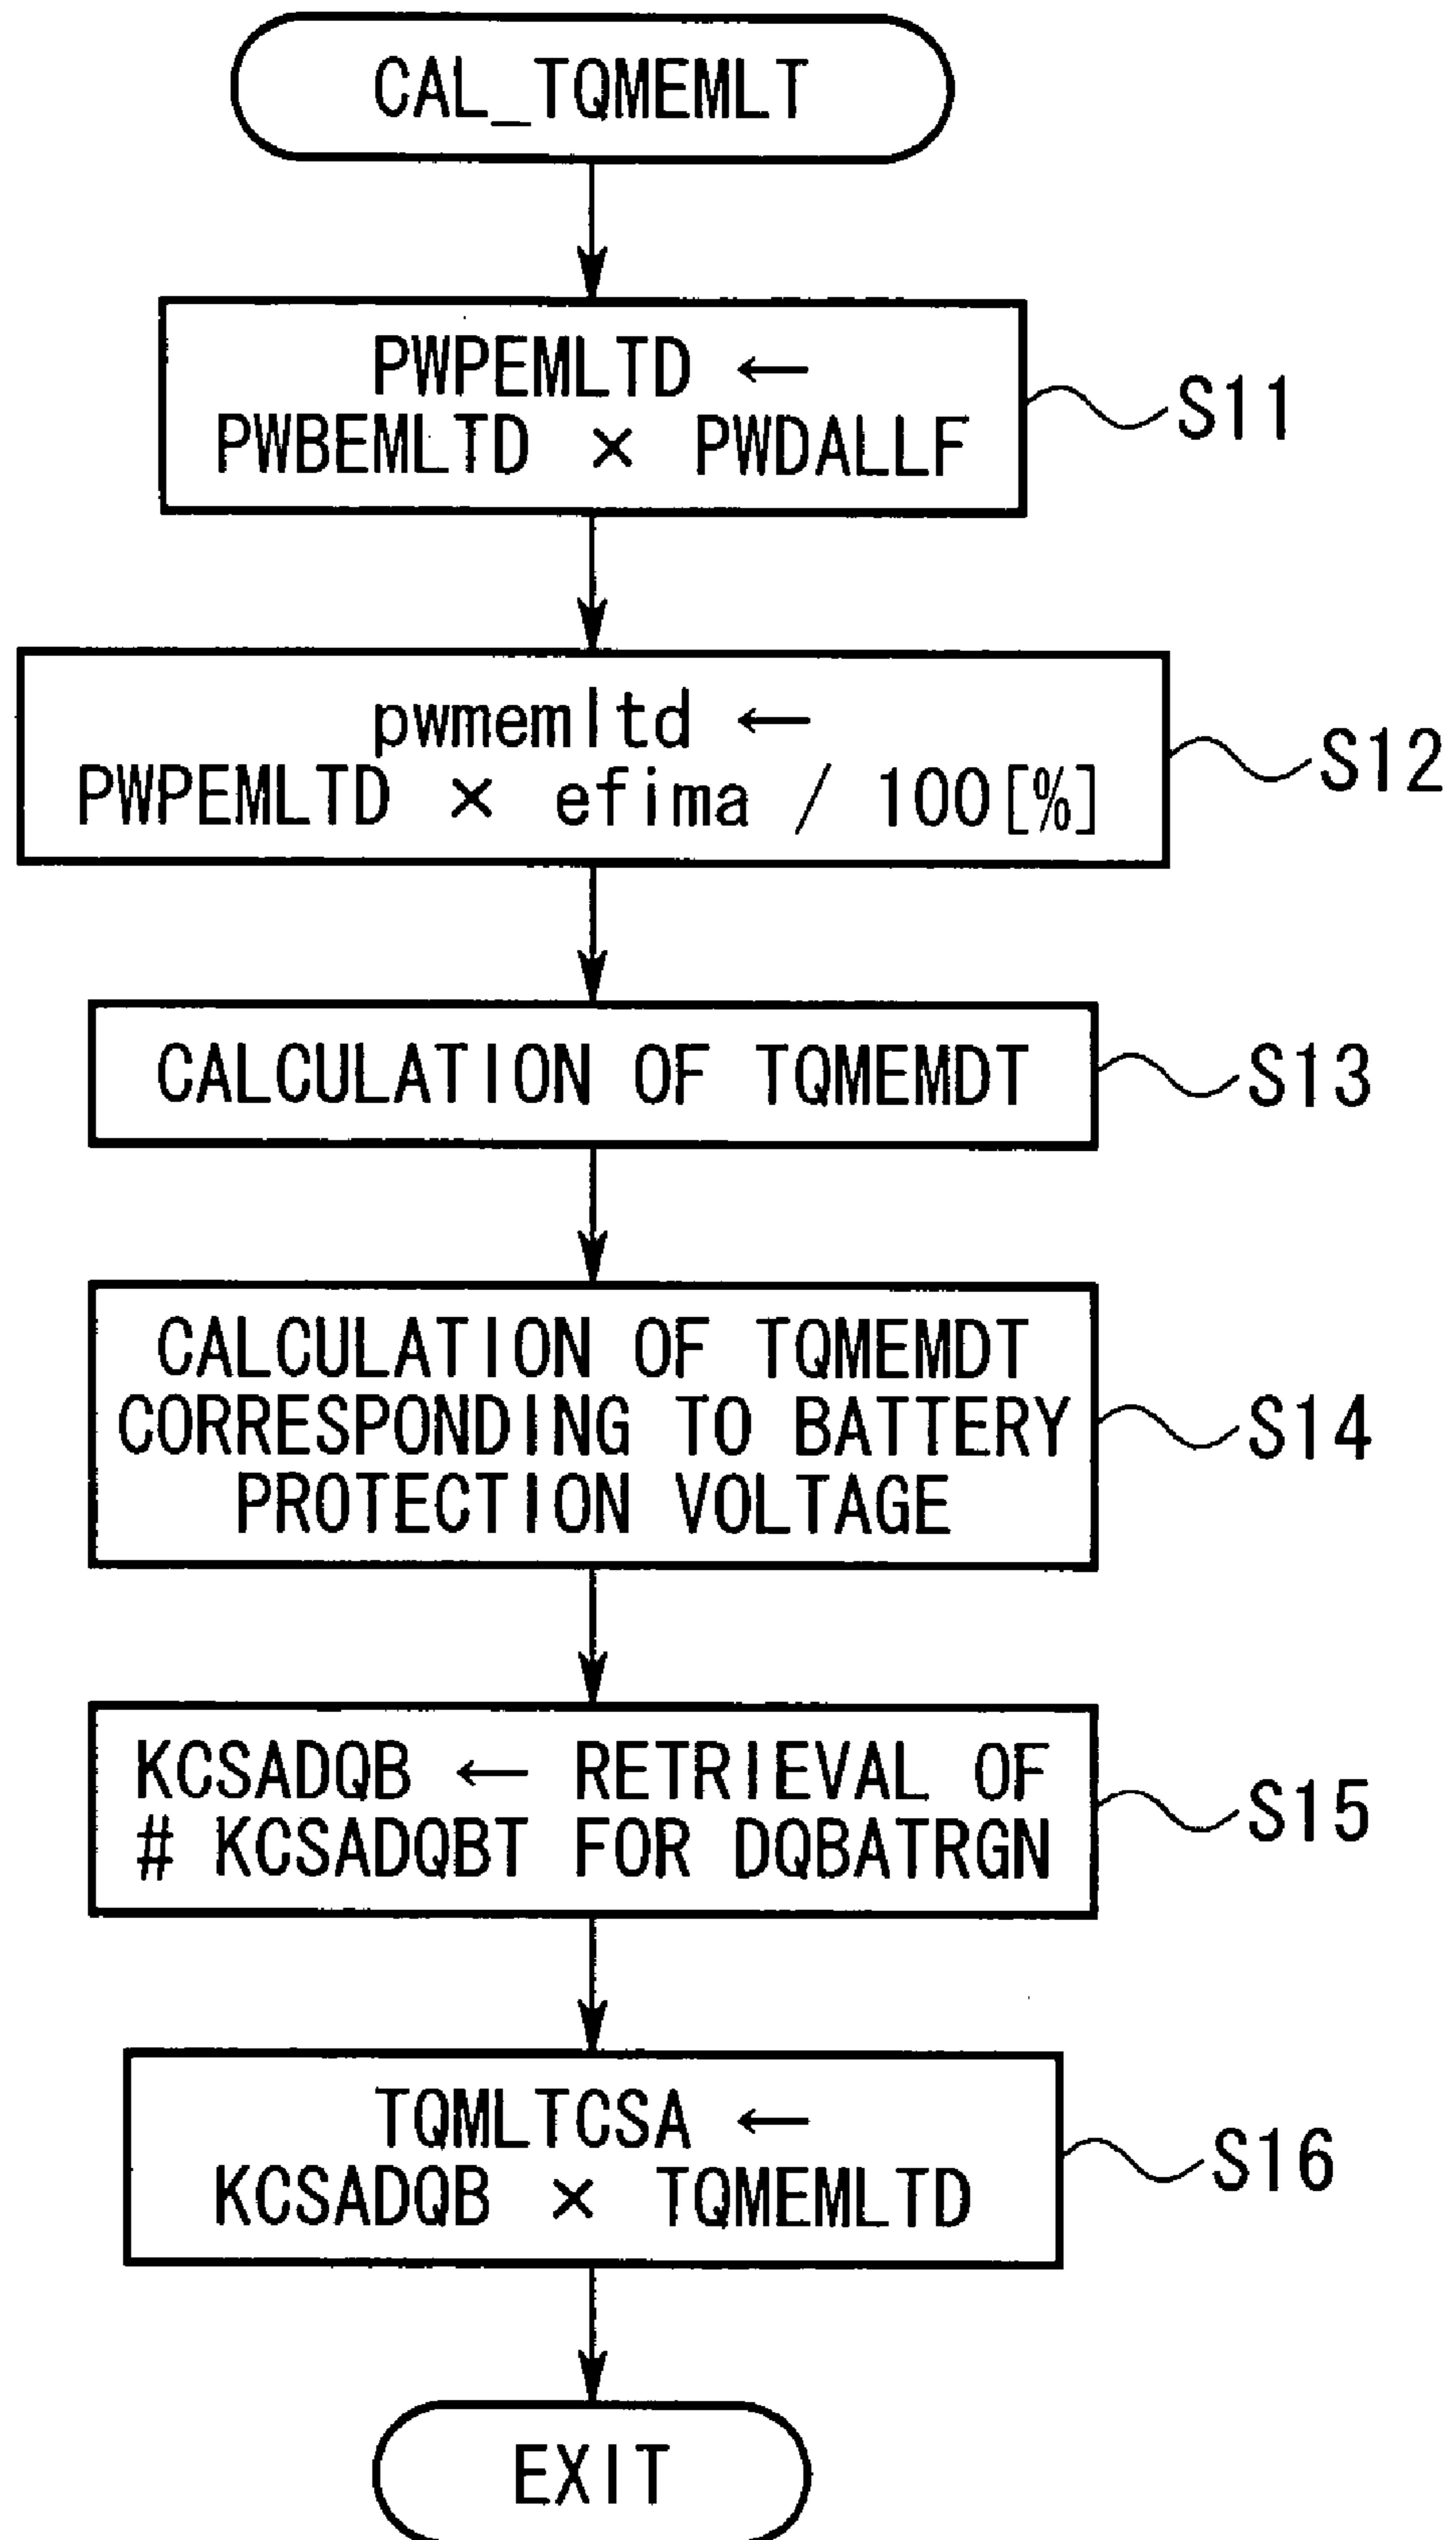 CAL_TQMEMLT
PWPEMLTD ←
PWBEMLTD × PWDALLF
S11
pwmemltd ←
PWPEMLTD × efima / 100[%]
S12
CALCULATION OF TQMEMDT
S13
CALCULATION OF TQMEMDT
CORRESPONDING TO BATTERY
PROTECTION VOLTAGE
S14
KCSADQB ← RETRIEVAL OF
# KCSADQBT FOR DQBATRGN
S15
TQMLTCSA ←
KCSADQB × TQMEMLTD
S16
EXIT